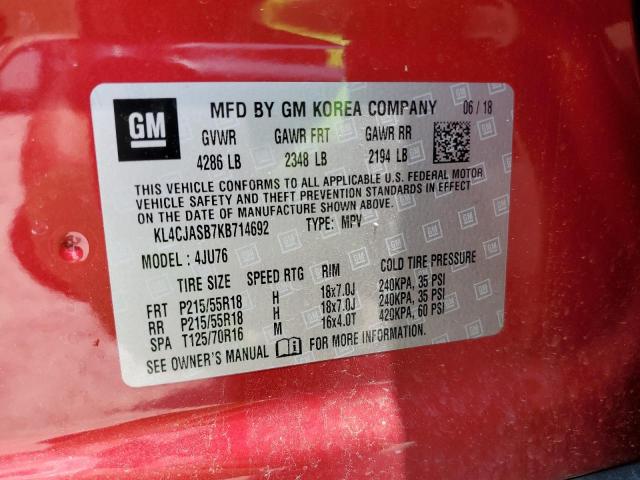 GM
MFD BY GM KOREA COMPANY 06 / 18
GVWR GAWR FRT GAWR RR
4286 LB 2348 LB 2194 LB
THIS VEHICLE CONFORMS TO ALL APPLICABLE U.S. FEDERAL MOTOR
VEHICLE SAFETY AND THEFT PREVENTION STANDARDS IN EFFECT
ON THE DATE OF MANUFACTURE SHOWN ABOVE.
KL4CJASB7KB714692 TYPE: MPV
MODEL : 4JU76
TIRE SIZE SPEED RTG RIM COLD TIRE PRESSURE
FRT P215/55R18 H 18x7.0J 240KPA, 35 PSI
RR P215/55R18 H 18x7.0J 240KPA, 35 PSI
SPA T125/70R16 M 16x4.0T 420KPA, 60 PSI
SEE OWNER'S MANUAL FOR MORE INFORMATION.